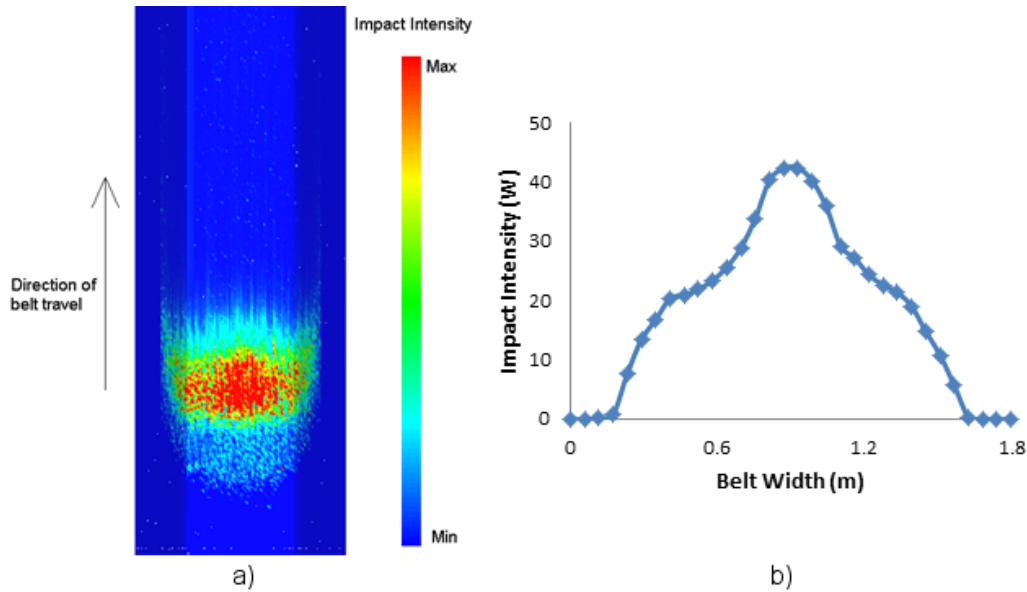 Impact Intensity
Max
Direction of
belt travel
Min
a)
Impact Intensity (W)
50
40
30
20
10
0
0
0.6
1.2
1.8
Belt Width (m)
b)